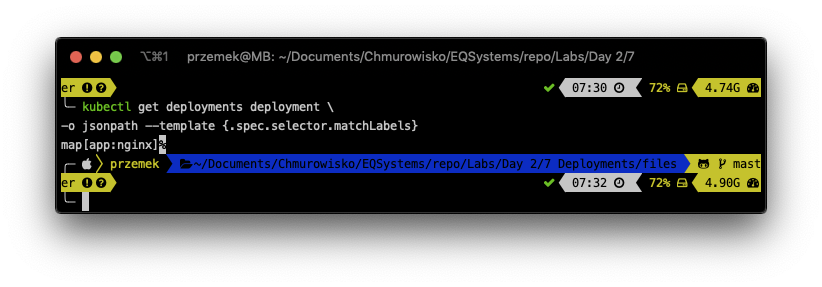 ⌥⌘1 przemek@MB: ~/Documents/Chmurowisko/EQSystems/repo/Labs/Day 2/7
er 07:30 72% 4.74G
kubectl get deployments deployment \
-o jsonpath --template {.spec.selector.matchLabels}
map[app:nginx]%
przemek ~/Documents/Chmurowisko/EQSystems/repo/Labs/Day 2/7 Deployments/files mast
er 07:32 72% 4.90G